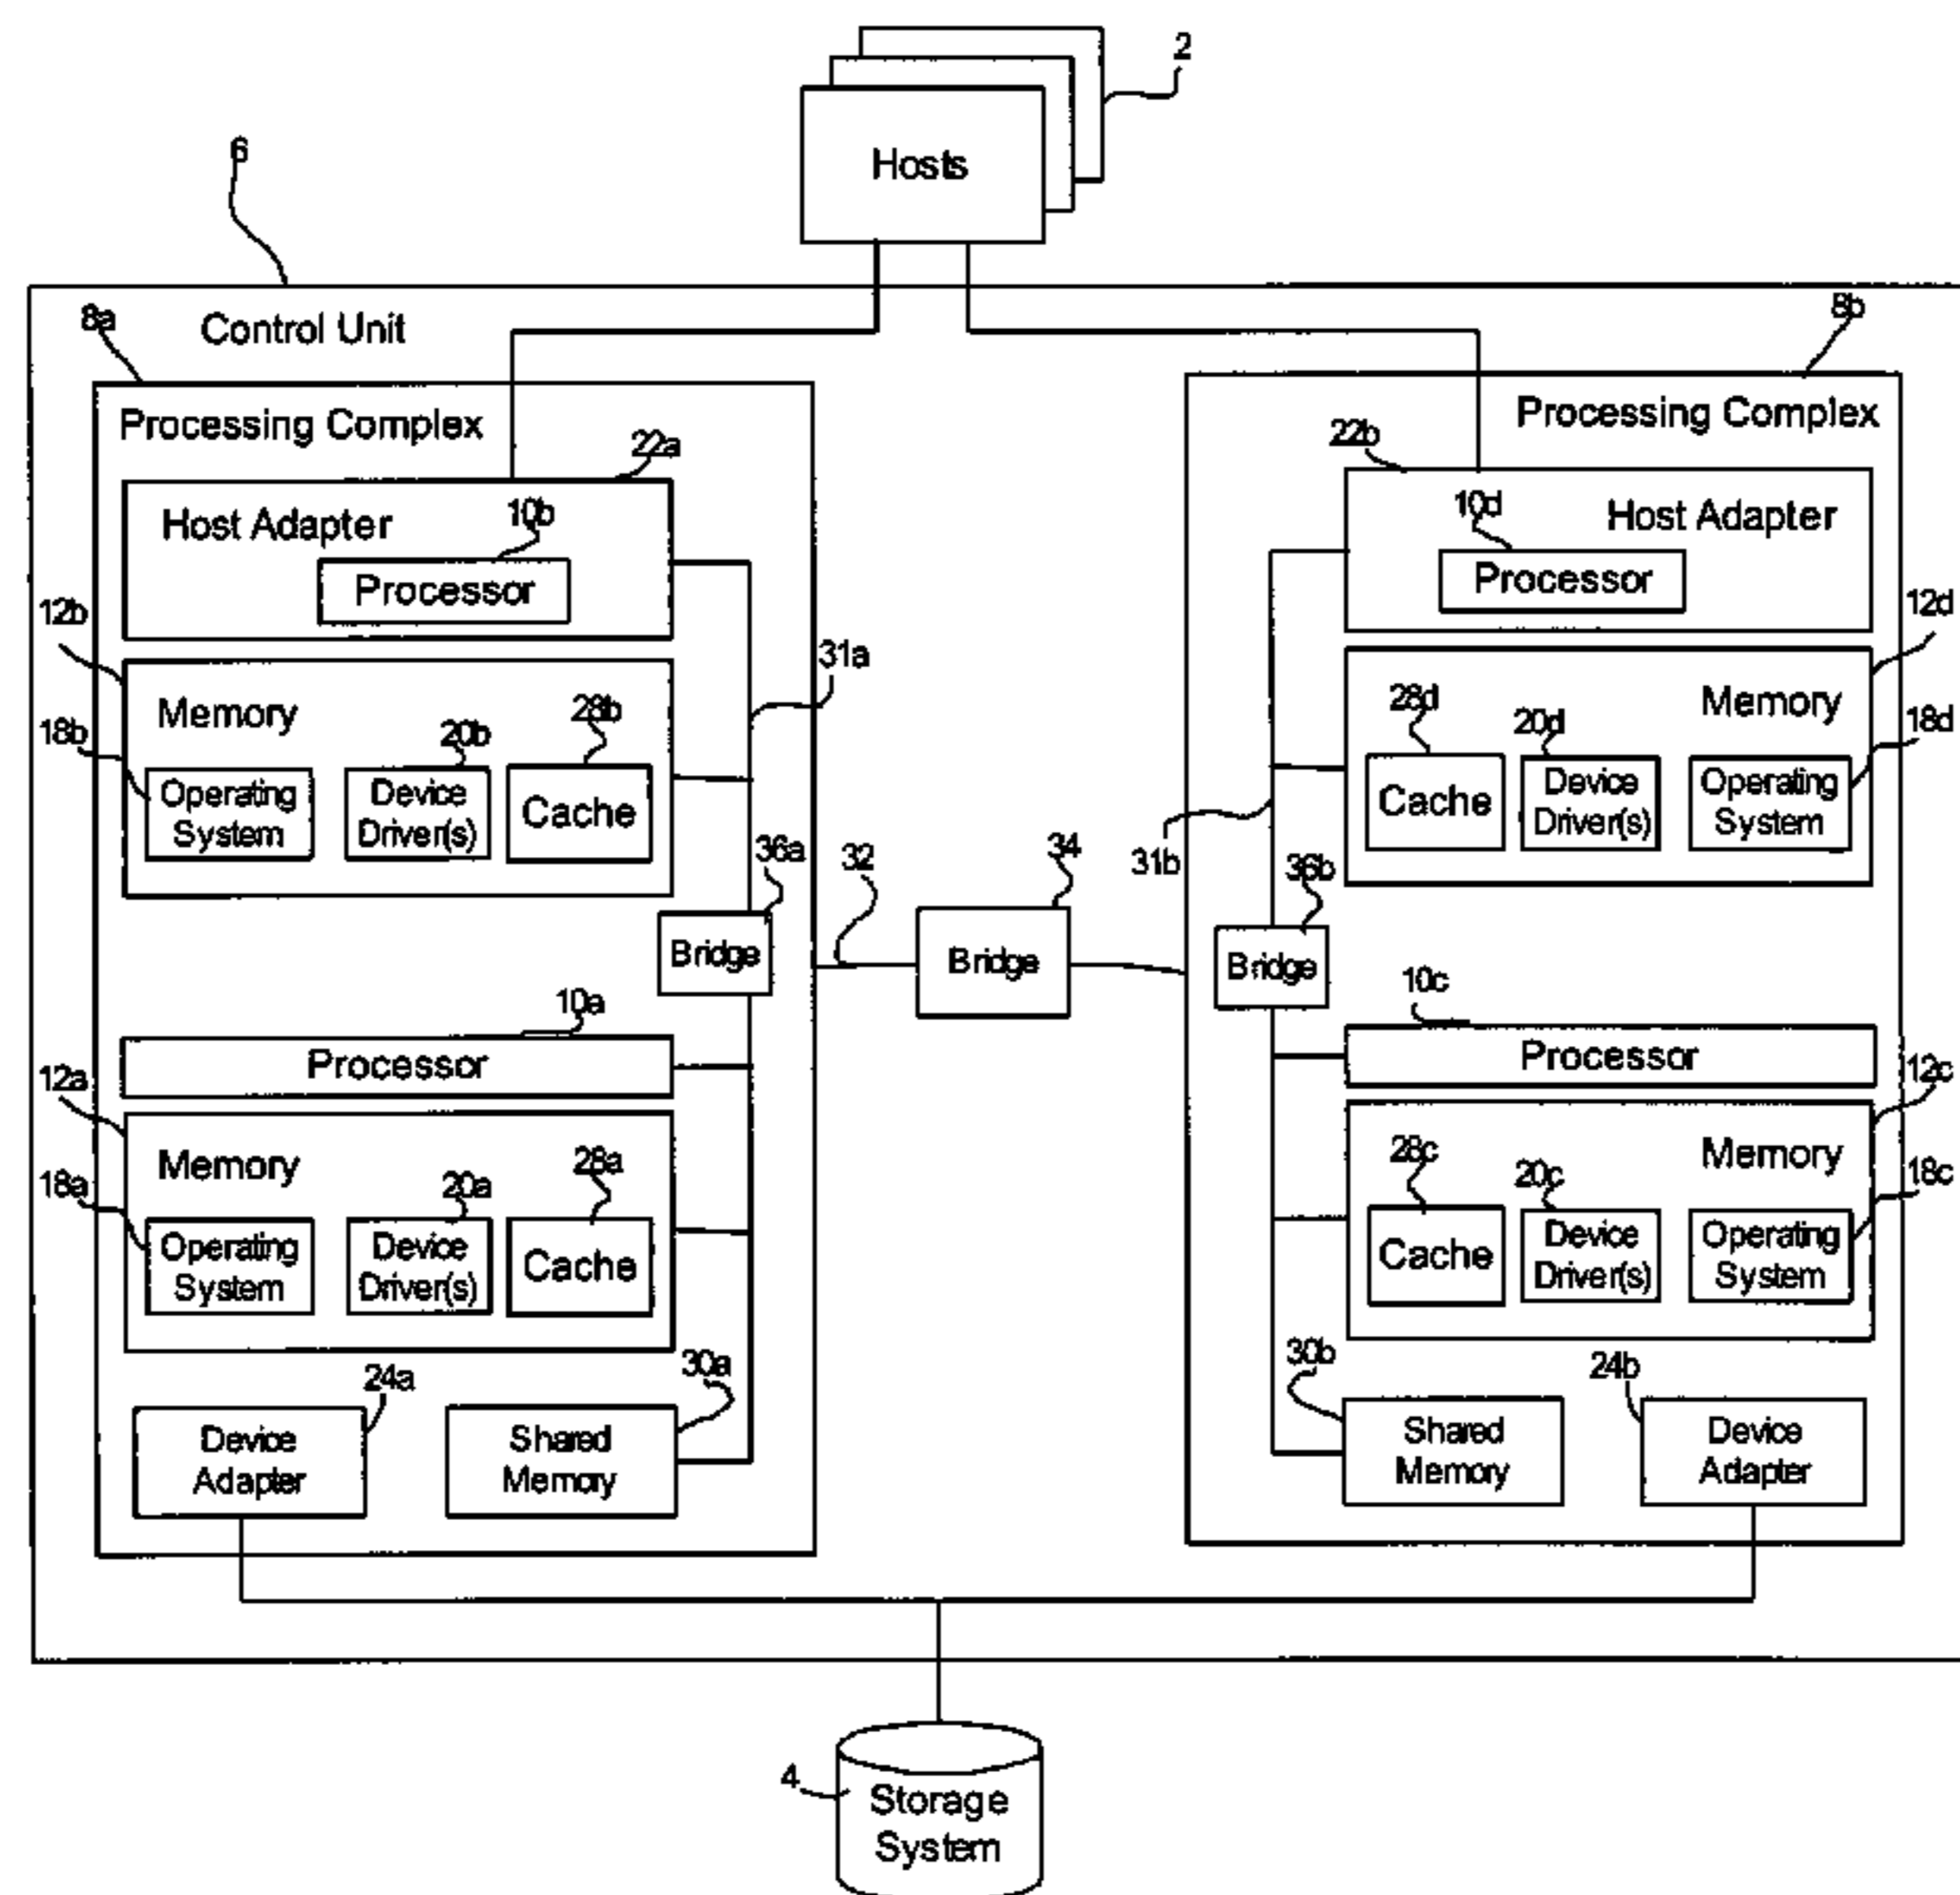 2
Hosts
6
Control Unit
8a
8b
Processing Complex
Processing Complex
22a
22b
Host Adapter
10b
Processor
10d
Host Adapter
Processor
12b
12d
31a
Memory
18b
20b
28b
Operating
System
Device
Driver(s)
Cache
28d
20d
Memory
18d
Cache
Device
Driver(s)
Operating
System
36a
32
34
31b
36b
Bridge
Bridge
Bridge
10a
10c
Processor
Processor
12a
12c
Memory
18a
20a
28a
Operating
System
Device
Driver(s)
Cache
28c
20c
Memory
18c
Cache
Device
Driver(s)
Operating
System
24a
30a
30b
24b
Device
Adapter
Shared
Memory
Shared
Memory
Device
Adapter
4
Storage
System